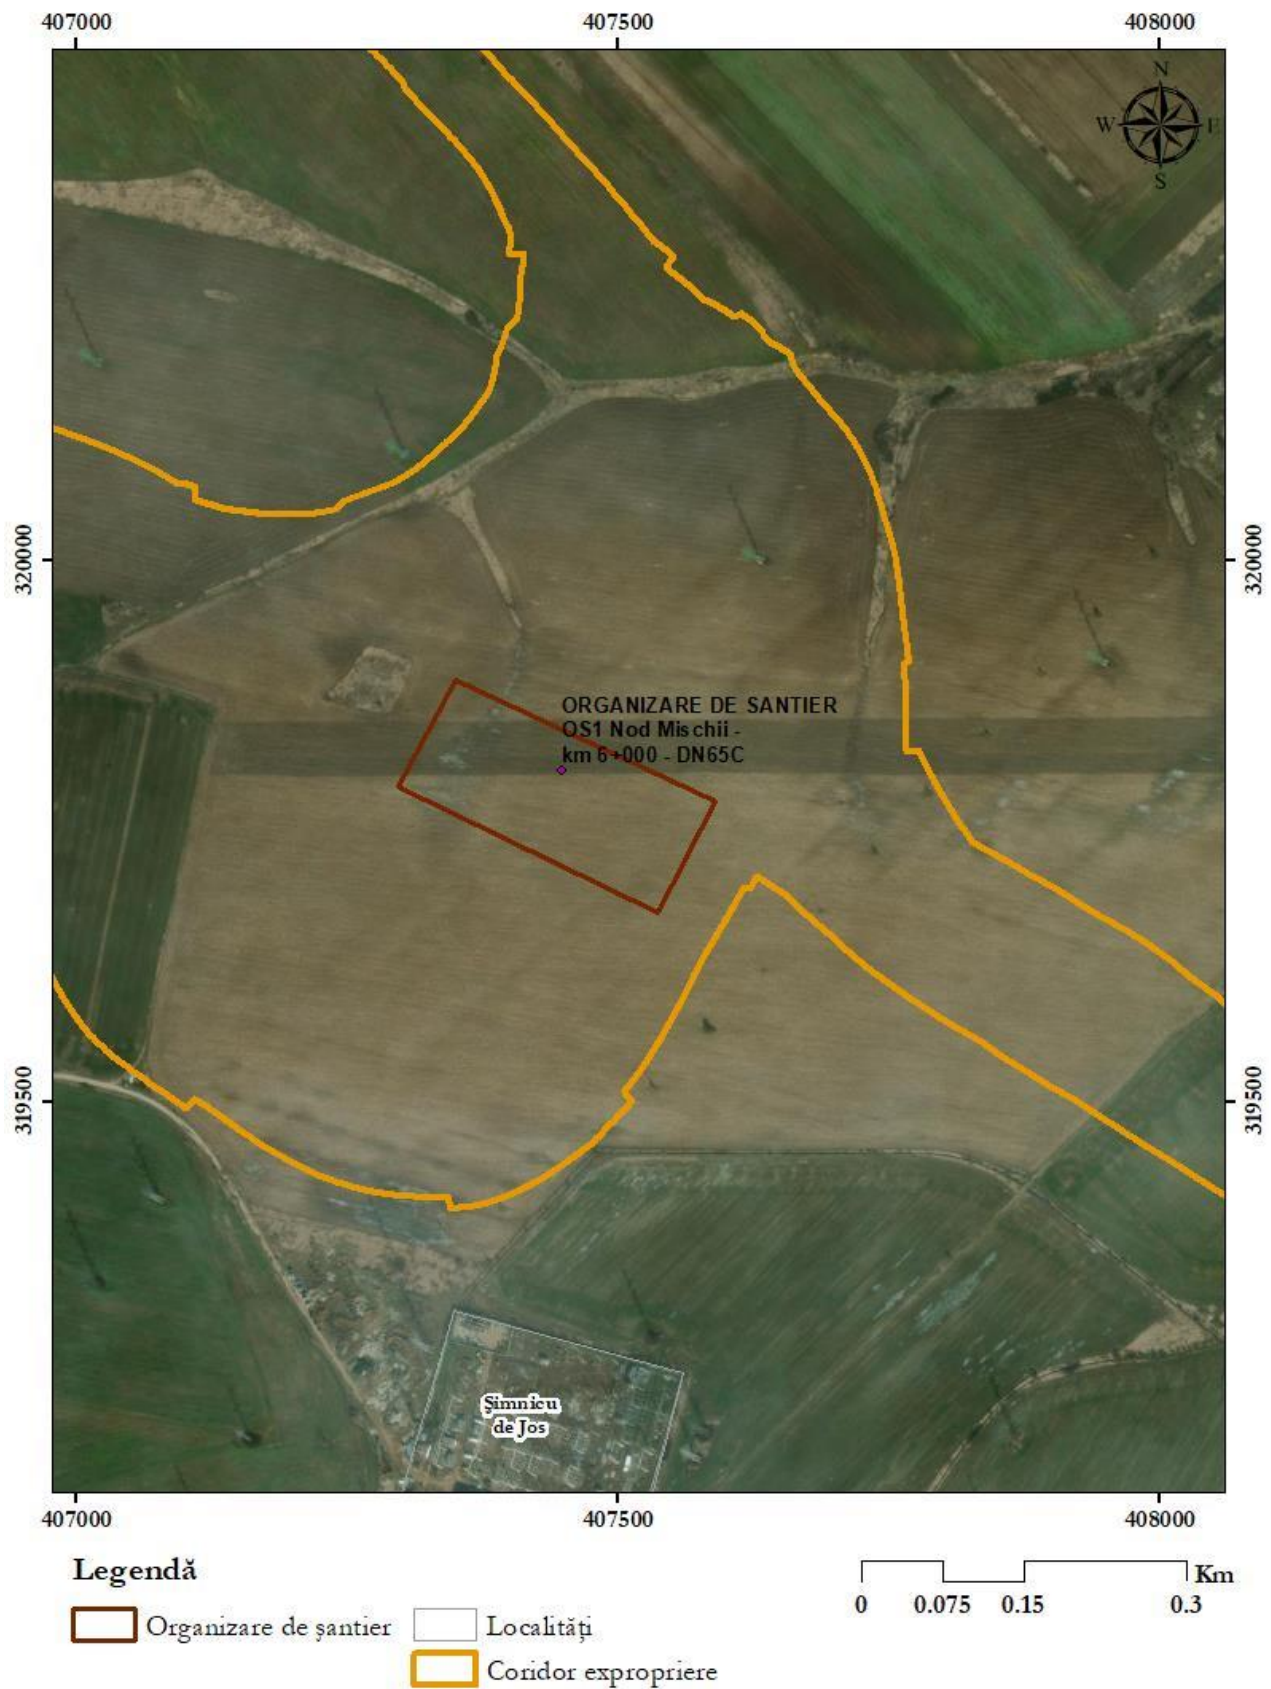 407000 407500 408000
N
W E
S
320000 320000
ORGANIZARE DE SANTIER
OS1 Nod Mischii -
km 6+000 - DN65C
319500 319500
Şimnicu
de Jos
407000 407500 408000
Legendă
Km
0 0.075 0.15 0.3
Organizare de şantier Localităţi
Coridor expropriere